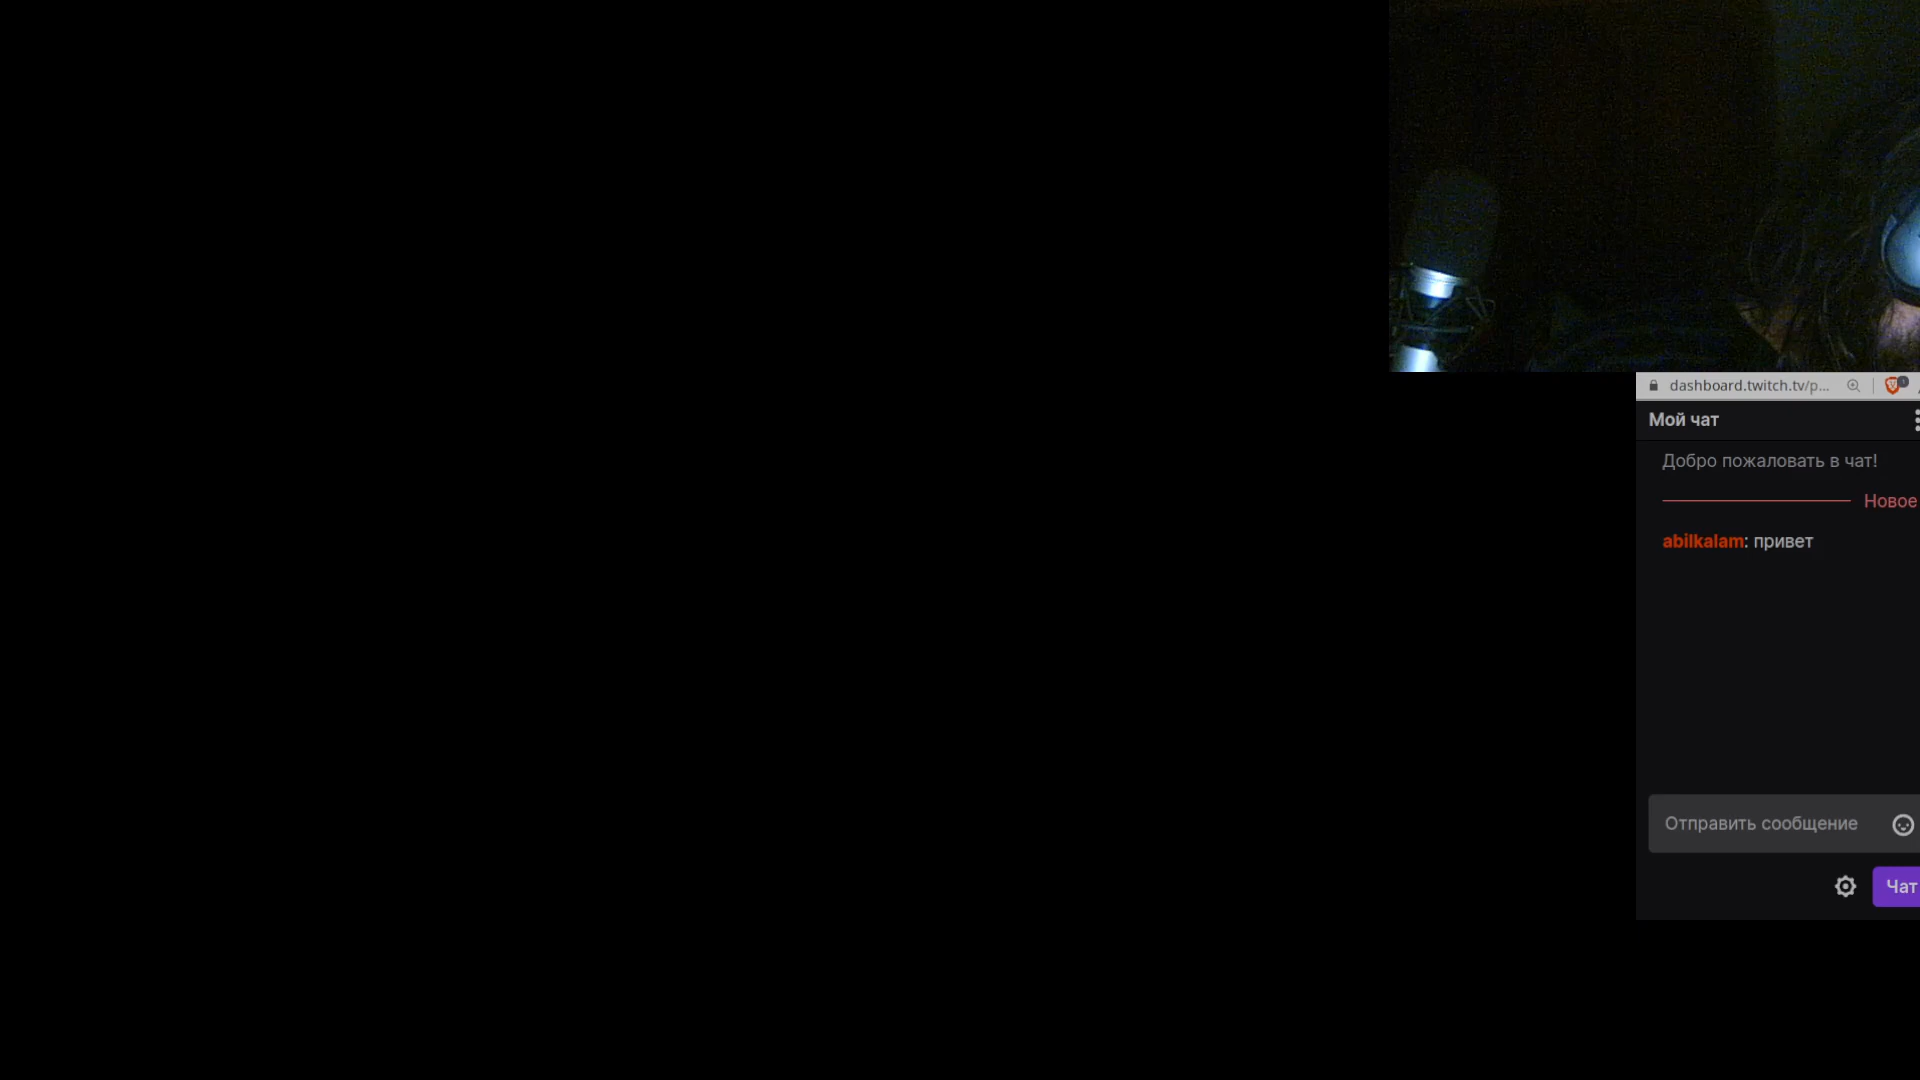 dashboard.twitch.tv/p...
Мой чат
Добро пожаловать в чат!
Новое
abilkalam: привет
Отправить сообщение
Чат